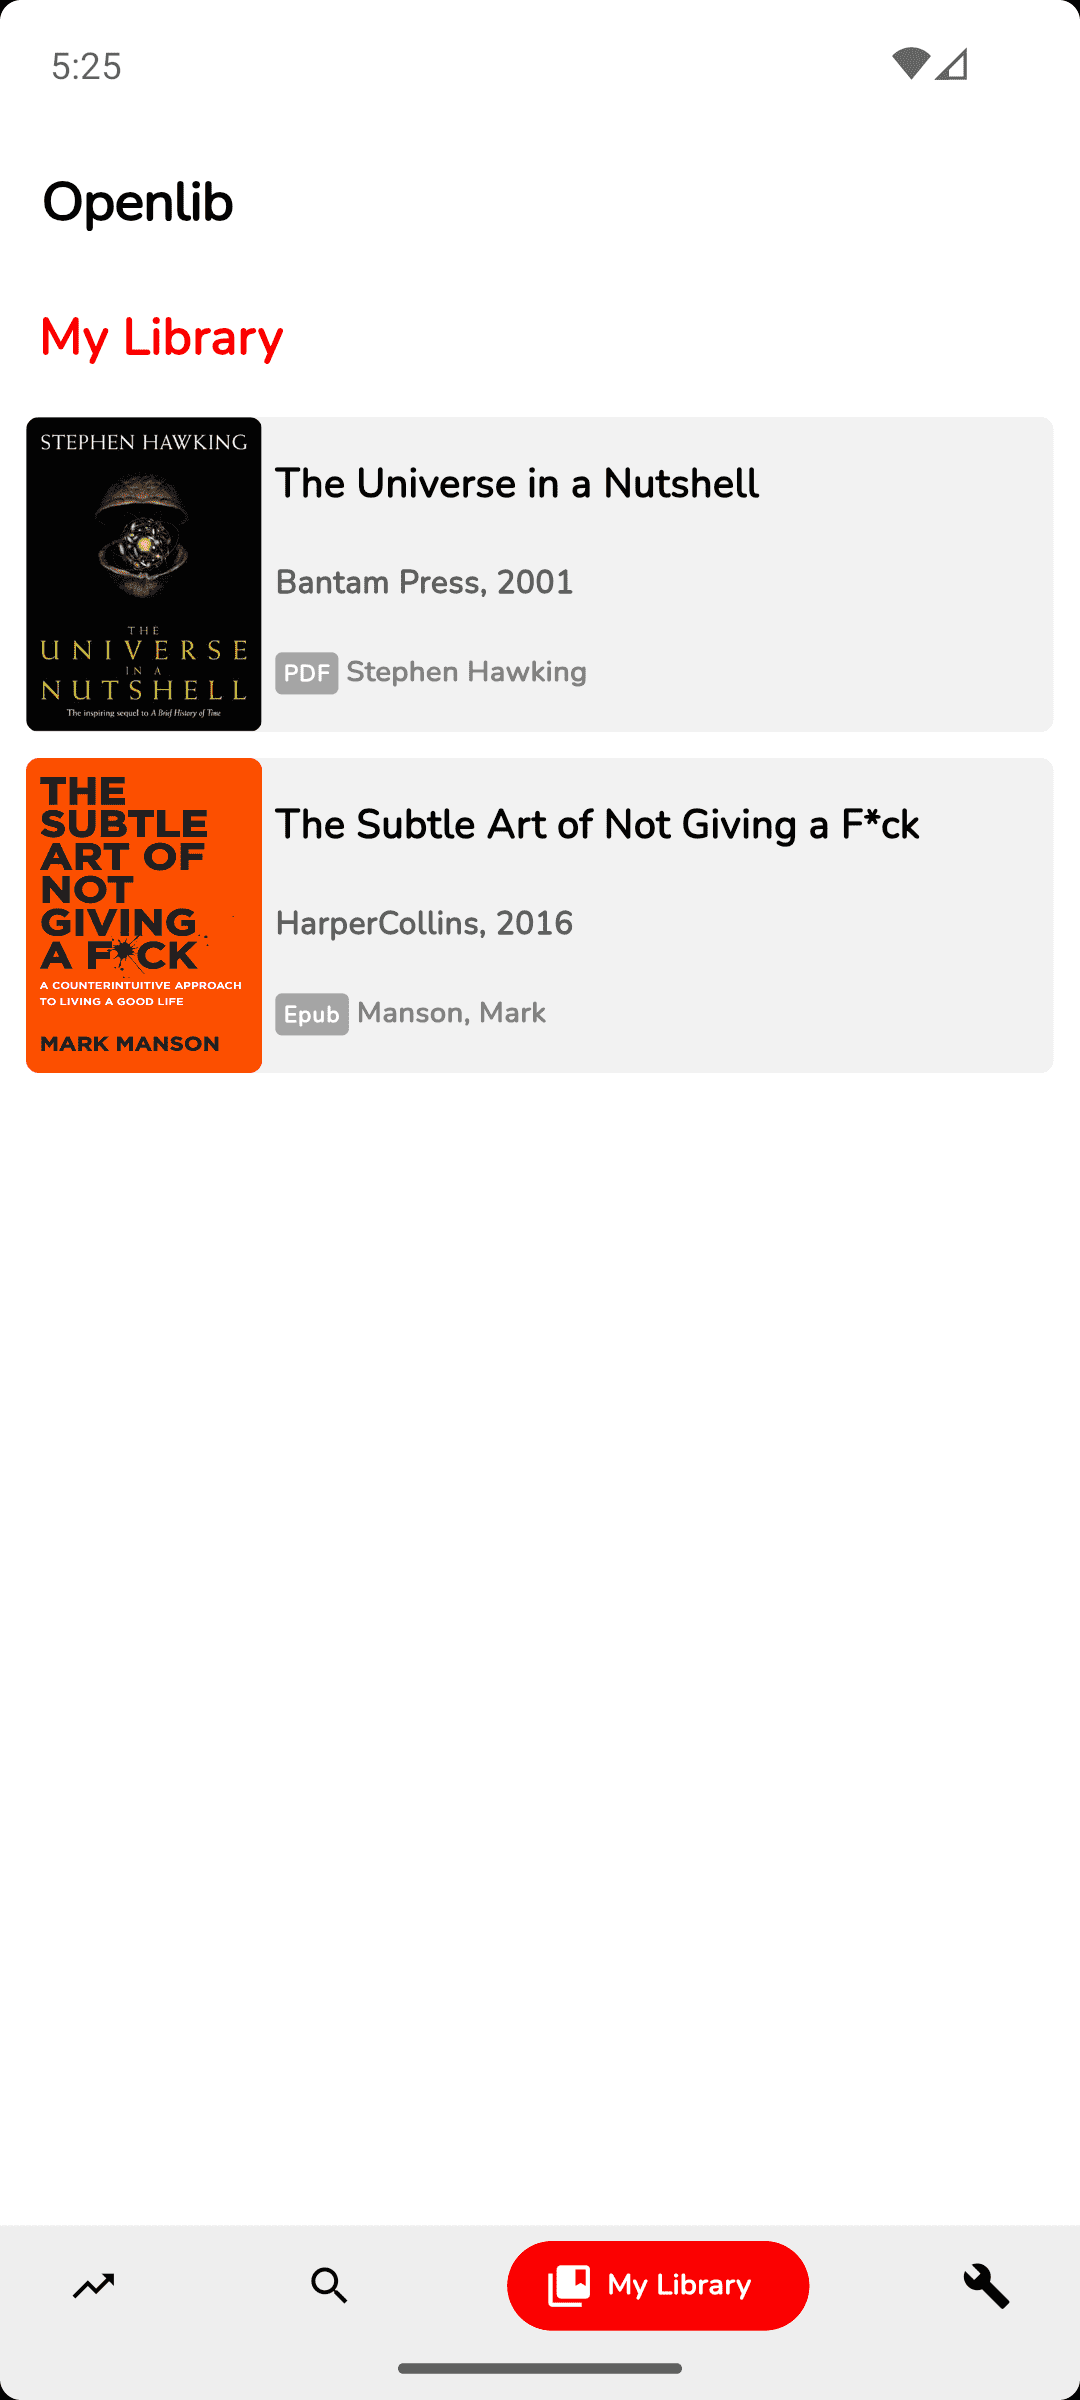 5:25
Openlib
My Library
STEPHEN HAWKING
THE
UNIVERSE
IN A
NUTSHELL
The inspiring sequel to A Brief History of Time
The Universe in a Nutshell
Bantam Press, 2001
PDF Stephen Hawking
THE
SUBTLE
ART OF
NOT
GIVING
A F*CK
A COUNTERINTUITIVE APPROACH
TO LIVING A GOOD LIFE
MARK MANSON
The Subtle Art of Not Giving a F*ck
HarperCollins, 2016
Epub Manson, Mark
My Library